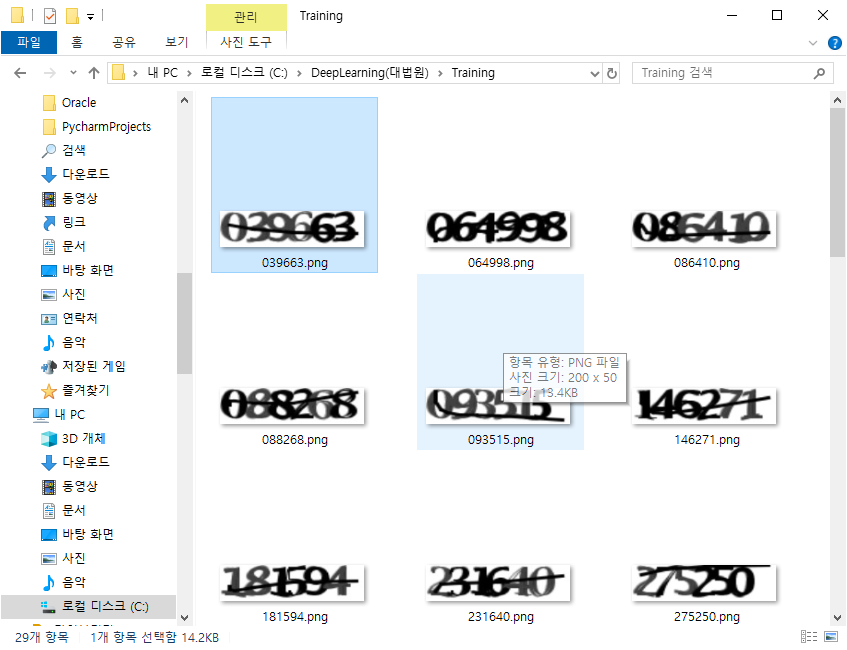 관리
Training
파일
홈
공유
보기
사진 도구
내 PC
로컬 디스크 (C:)
DeepLearning(대법원)
Training
Training 검색
Oracle
PycharmProjects
검색
다운로드
동영상
링크
문서
바탕 화면
사진
연락처
음악
저장된 게임
즐겨찾기
내 PC
3D 개체
다운로드
동영상
문서
바탕 화면
사진
음악
로컬 디스크 (C:)
039663
064998
086410
039663.png
064998.png
086410.png
항목 유형: PNG 파일
사진 크기: 200 x 50
크기: 13.4KB
088268
093515
146271
088268.png
093515.png
146271.png
181594
231640
275250
181594.png
231640.png
275250.png
29개 항목
1개 항목 선택함 14.2KB